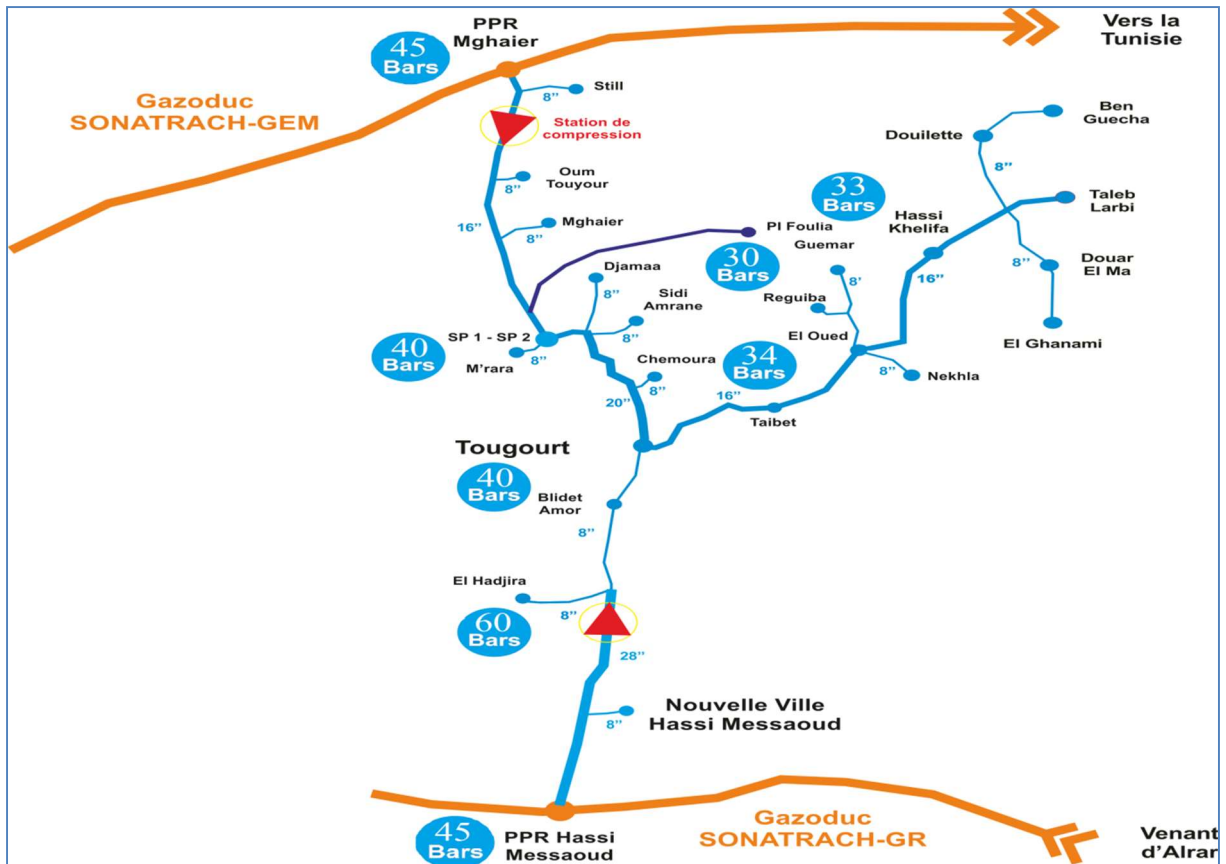 PPR
Mghaier
45
Bars
Vers la
Tunisie
Gazoduc
SONATRACH-GEM
Still
8”
Station de
compression
Oum
Touyour
8”
Mghaier
8”
16”
Ben
Guecha
Douilette
8”
33
Bars
Taleb
Larbi
Hassi
Khelifa
16”
Douar
El Ma
8”
El Ghanami
PI Foulia
Guemar
30
Bars
8’
Reguiba
El Oued
Nekhla
8”
Djamaa
8”
Sidi
Amrane
8”
SP 1 - SP 2
40
Bars
M’rara
8”
Chemoura
8”
20”
34
Bars
16”
Taibet
Tougourt
40
Bars
Blidet
Amor
8”
El Hadjira
8”
60
Bars
28”
Nouvelle Ville
Hassi Messaoud
8”
45
Bars
PPR Hassi
Messaoud
Gazoduc
SONATRACH-GR
Venant
d’Alrar